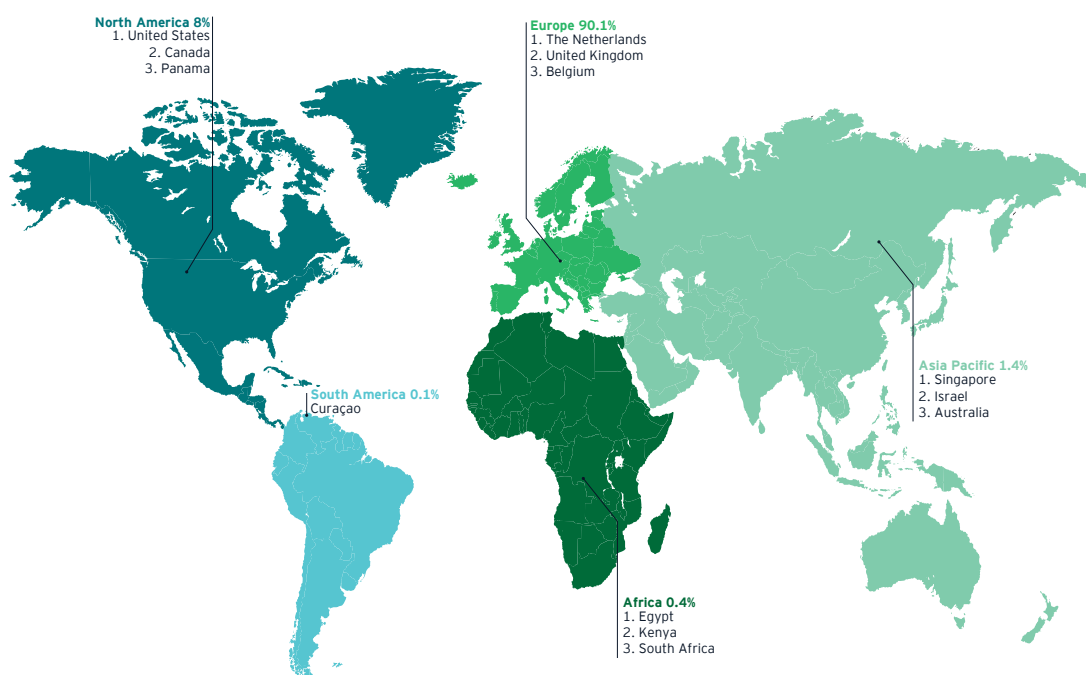 North America 8%
1. United States
2. Canada
3. Panama
Europe 90.1%
1. The Netherlands
2. United Kingdom
3. Belgium
South America 0.1%
Curaçao
Asia Pacific 1.4%
1. Singapore
2. Israel
3. Australia
Africa 0.4%
1. Egypt
2. Kenya
3. South Africa